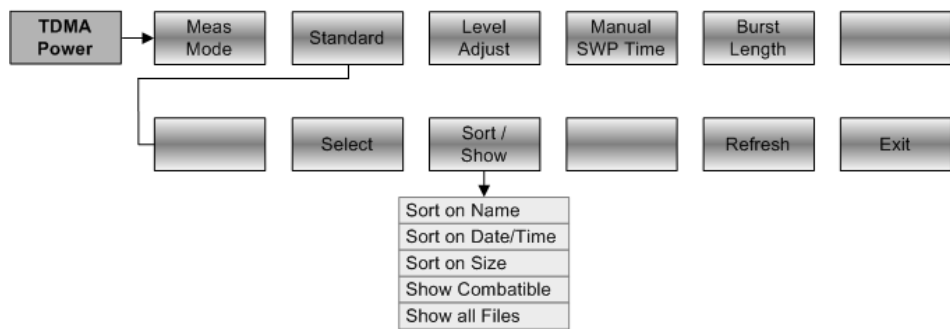 TDMA
Power
Meas
Mode
Standard
Level
Adjust
Manual
SWP Time
Burst
Length
Select
Sort /
Show
Refresh
Exit
Sort on Name
Sort on Date/Time
Sort on Size
Show Combatible
Show all Files